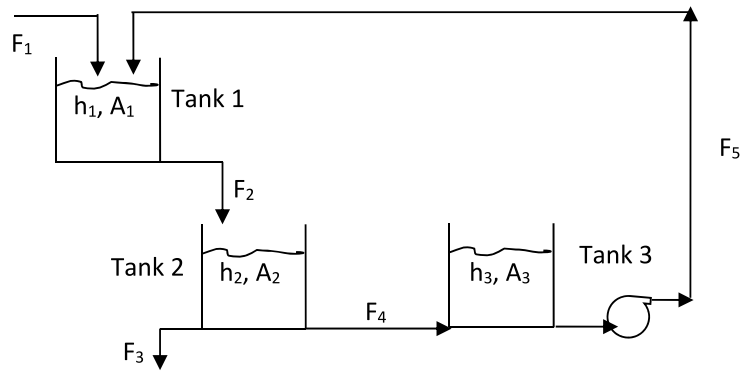 F₁
h₁, A₁
Tank 1
F₅
F₂
Tank 2
h₂, A₂
h₃, A₃
Tank 3
F₄
F₃